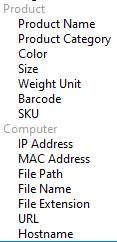 Product
Product Name
Product Category
Color
Size
Weight Unit
Barcode
SKU
Computer
IP Address
MAC Address
File Path
File Name
File Extension
URL
Hostname